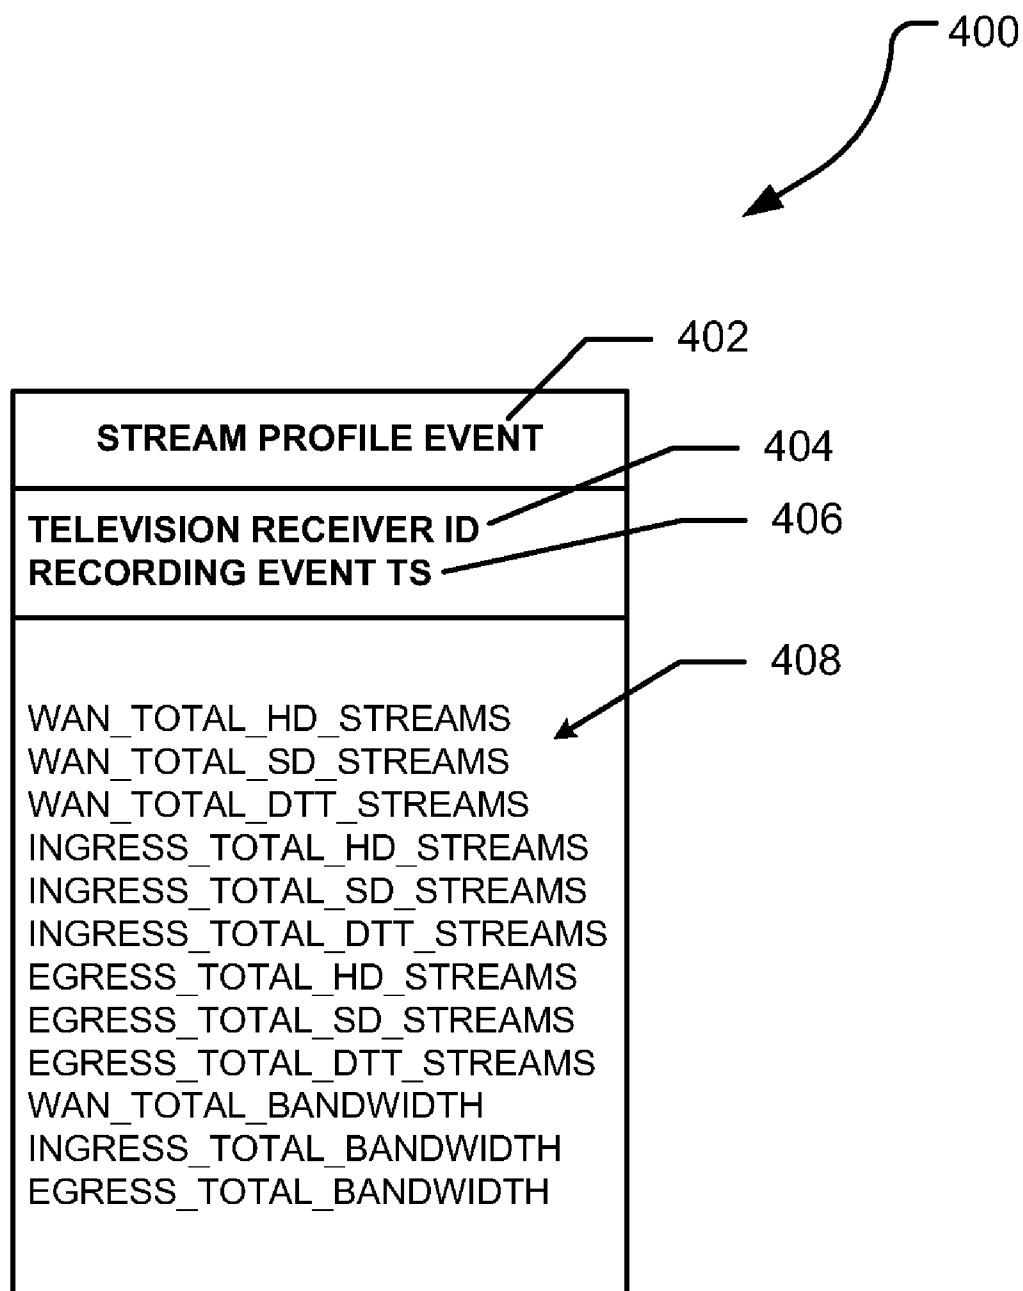 400
402
STREAM PROFILE EVENT
404
TELEVISION RECEIVER ID
406
RECORDING EVENT TS
408
WAN_TOTAL_HD_STREAMS
WAN_TOTAL_SD_STREAMS
WAN_TOTAL_DTT_STREAMS
INGRESS_TOTAL_HD_STREAMS
INGRESS_TOTAL_SD_STREAMS
INGRESS_TOTAL_DTT_STREAMS
EGRESS_TOTAL_HD_STREAMS
EGRESS_TOTAL_SD_STREAMS
EGRESS_TOTAL_DTT_STREAMS
WAN_TOTAL_BANDWIDTH
INGRESS_TOTAL_BANDWIDTH
EGRESS_TOTAL_BANDWIDTH